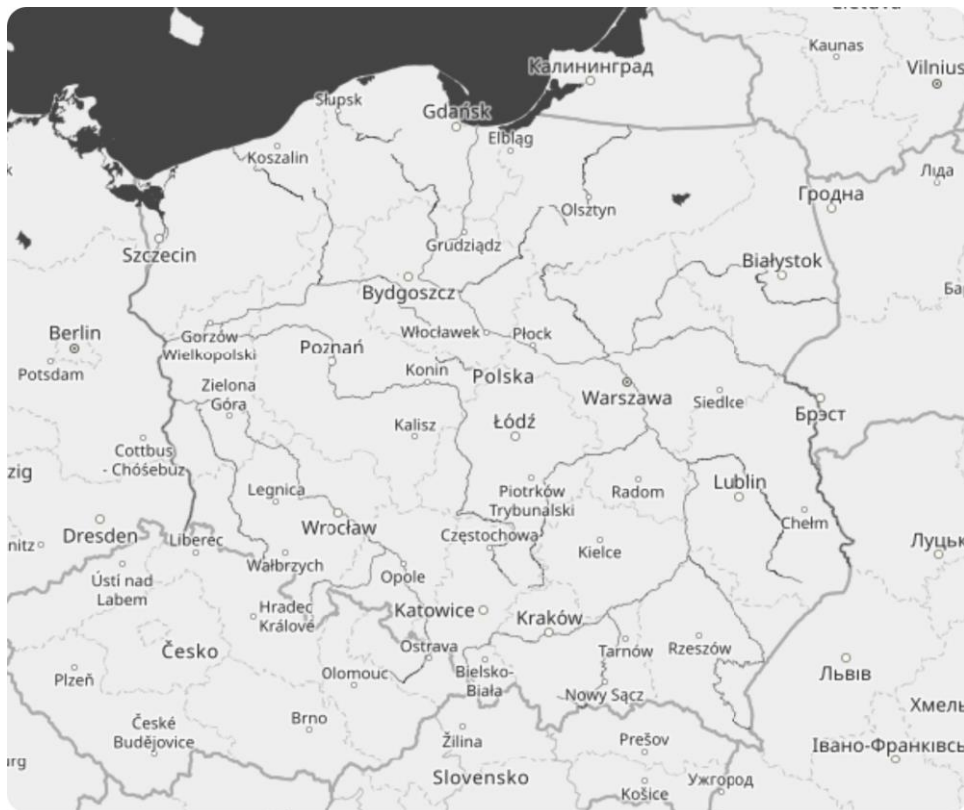 Kaunas
Vilnius
Калининград
Słupsk
Gdańsk
Elbląg
Koszalin
Ліда
Гродна
Olsztyn
Grudziądz
Szczecin
Białystok
Bydgoszcz
Berlin
Gorzów
Wielkopolski
Włocławek
Płock
Poznań
Potsdam
Konin
Polska
Zielona
Góra
Warszawa
Siedlce
Брэст
Kalisz
Łódź
Cottbus
- Chóśebuz
Legnica
Piotrków
Trybunalski
Radom
Lublin
Wrocław
Chełm
Dresden
Liberec
Częstochowa
Kielce
Луцьк
Wałbrzych
Ústí nad
Labem
Opole
Hradec
Králové
Katowice
Kraków
Česko
Ostrava
Tarnów
Rzeszów
Plzeň
Olomouc
Bielsko-
Biała
Nowy Sącz
Львів
Brno
České
Budějovice
Žilina
Prešov
Slovensko
Košice
Ужгород